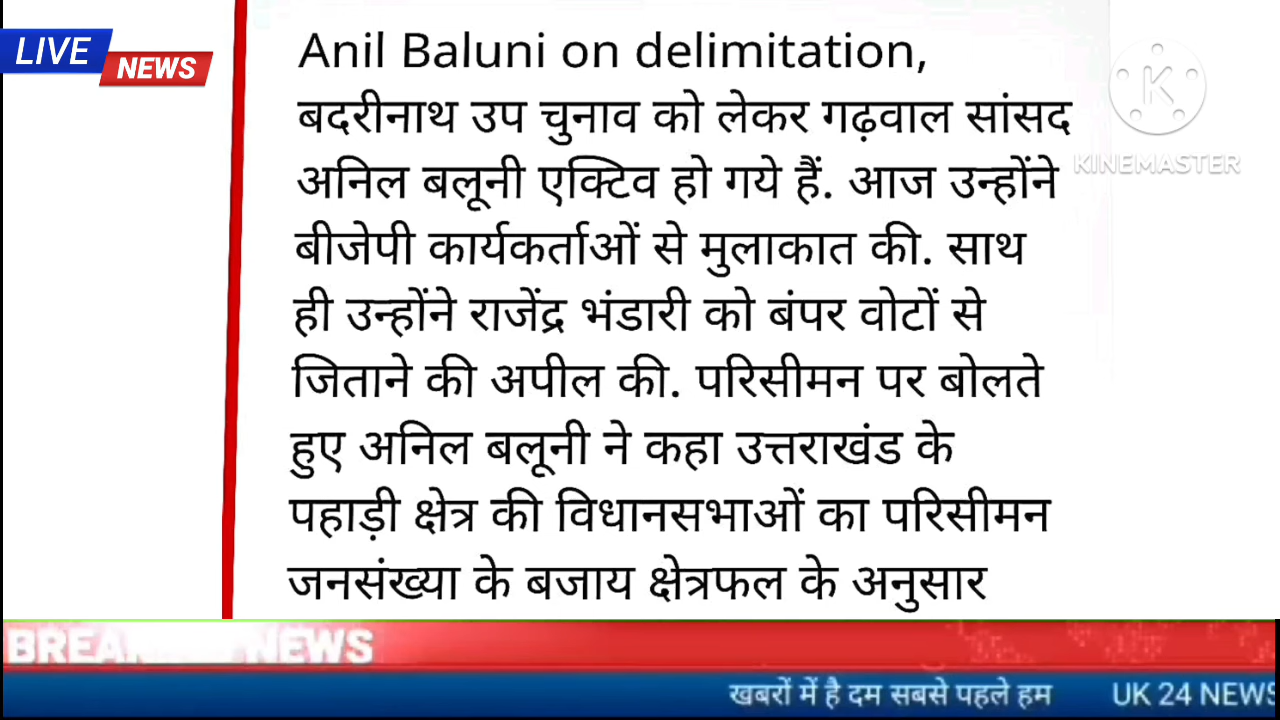 LIVE
NEWS
Anil Baluni on delimitation,
बदरीनाथ उप चुनाव को लेकर गढ़वाल सांसद
अनिल बलूनी एक्टिव हो गये हैं. आज उन्होंने
बीजेपी कार्यकर्ताओं से मुलाकात की. साथ
ही उन्होंने राजेंद्र भंडारी को बंपर वोटों से
जिताने की अपील की. परिसीमन पर बोलते
हुए अनिल बलूनी ने कहा उत्तराखंड के
पहाड़ी क्षेत्र की विधानसभाओं का परिसीमन
जनसंख्या के बजाय क्षेत्रफल के अनुसार
K
KINEMASTER
BREAKING NEWS
खबरों में है दम सबसे पहले हम UK 24 NEWS